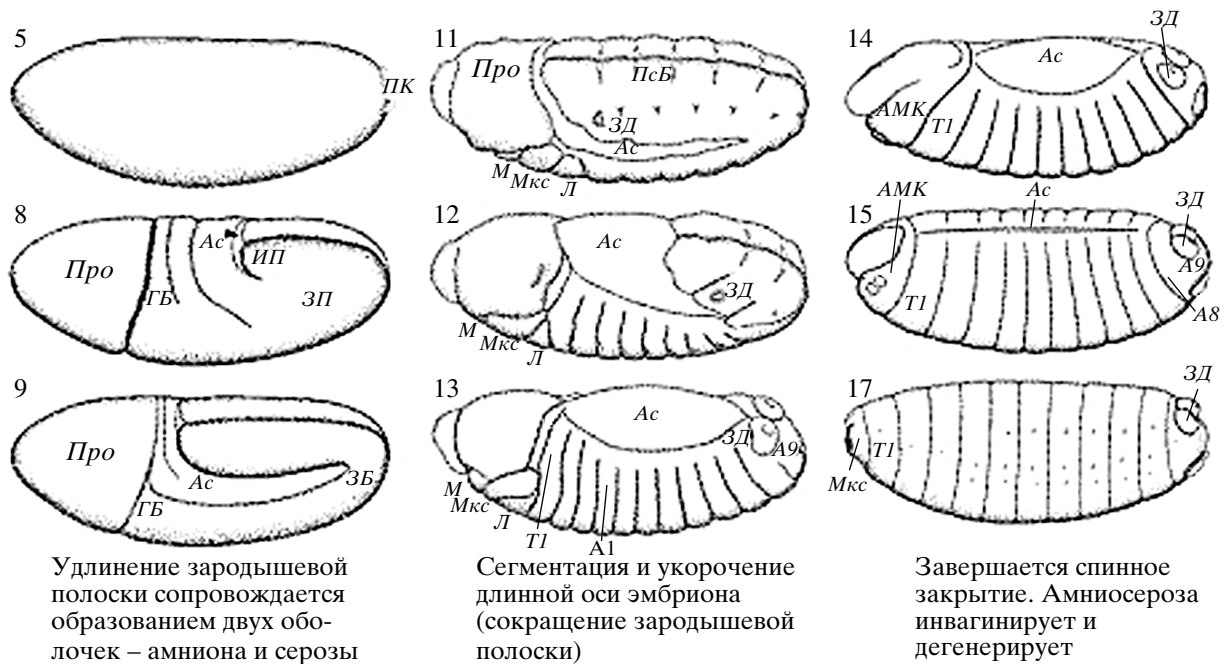 5
ПК
8
Ас
ИП
Про
ГБ
ЗП
9
Про
Ас
ГБ
ЗБ
Удлинение зародышевой
полоски сопровождается
образованием двух обо-
лочек – амниона и серозы
11
Про
ПсБ
ЗД
Ас
М
Мкс
Л
12
Ас
ЗД
М
Мкс
Л
13
Ас
ЗД
А9
М
Мкс
Л
Т1
А1
Сегментация и укорочение
длинной оси эмбриона
(сокращение зародышевой
полоски)
14
ЗД
Ас
АМК
Т1
АМК
Ас
ЗД
15
А9
Т1
А8
17
ЗД
Т1
Мкс
Завершается спинное
закрытие. Амниосероза
инвагинирует и
дегенерирует